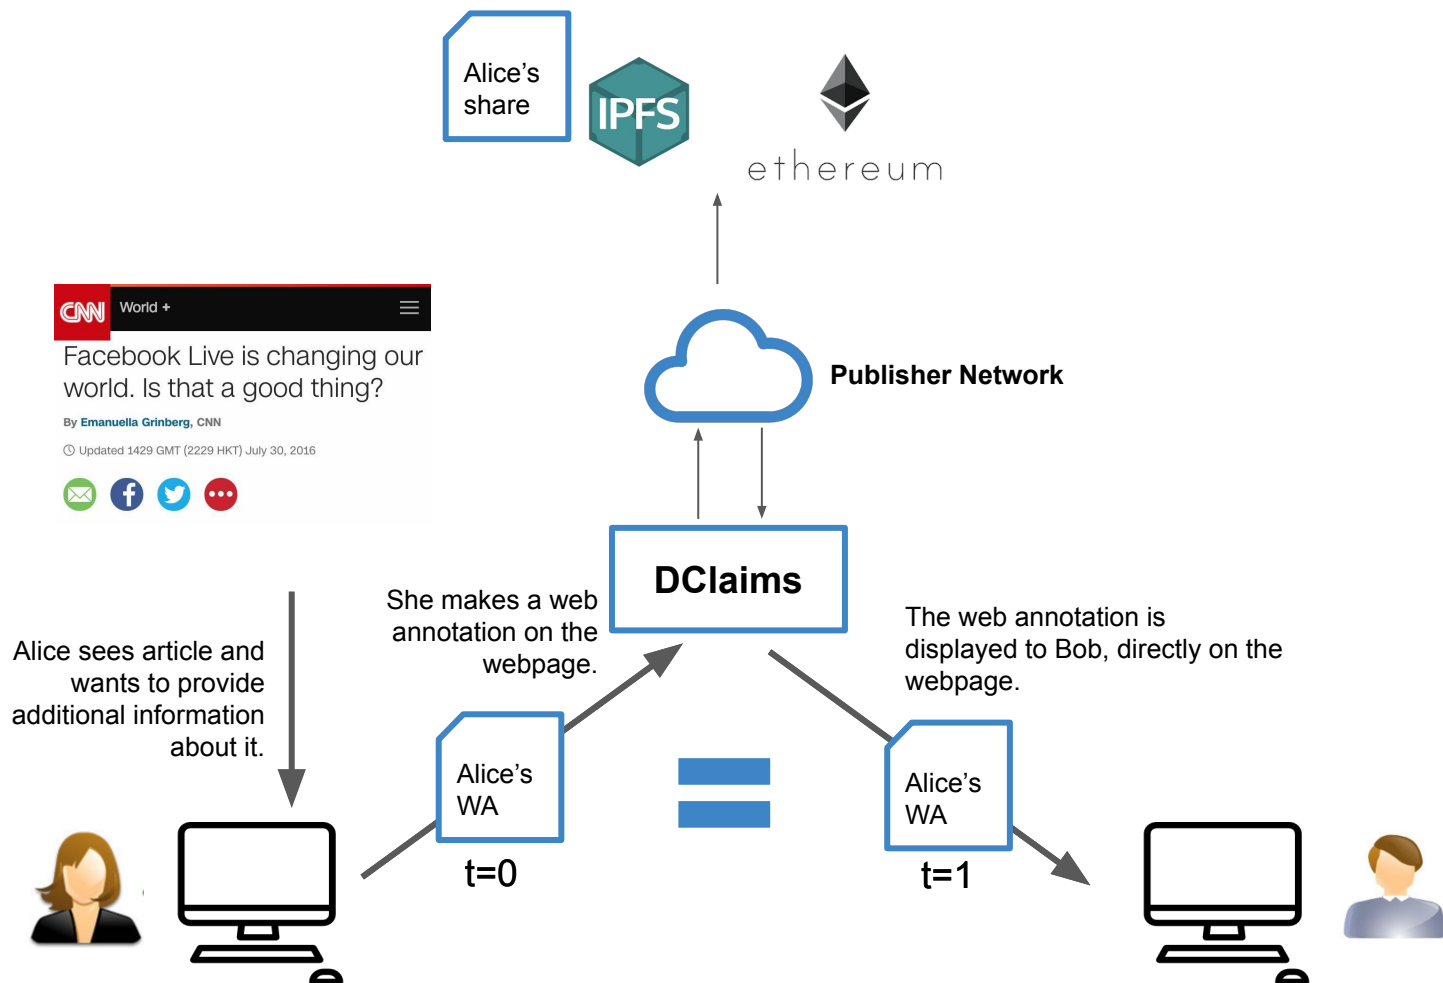 Alice’s
share
IPFS
ethereum
CNN
World +
Facebook Live is changing our
world. Is that a good thing?
By Emanuella Grinberg, CNN
Updated 1429 GMT (2229 HKT) July 30, 2016
Publisher Network
DClaims
She makes a web
annotation on the
webpage.
The web annotation is
displayed to Bob, directly on the
webpage.
Alice sees article and
wants to provide
additional information
about it.
Alice’s
WA
t=0
Alice’s
WA
t=1